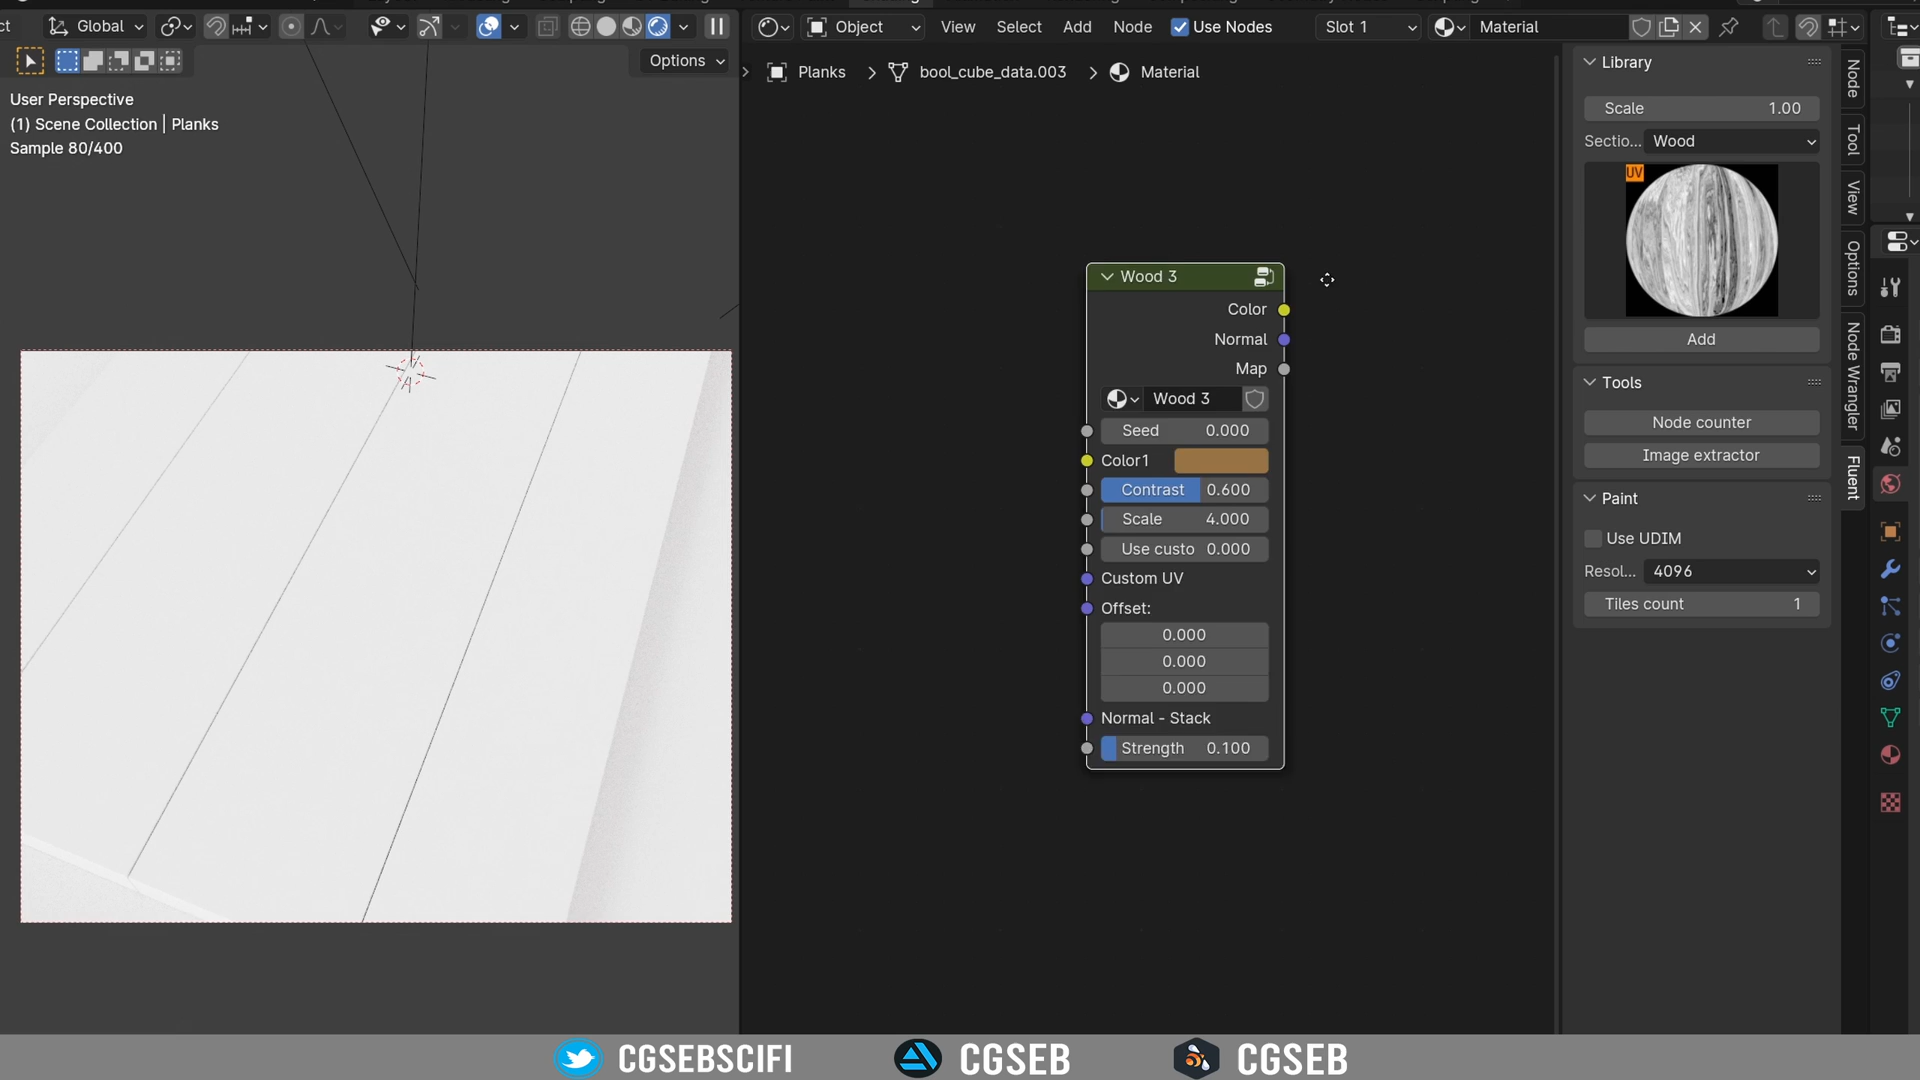 ct
Global
Options
User Perspective
(1) Scene Collection | Planks
Sample 80/400
Object
View
Select
Add
Node
Use Nodes
Slot 1
Material
Planks
bool_cube_data.003
Material
Wood 3
Color
Normal
Map
Wood 3
Seed 0.000
Color1
Contrast 0.600
Scale 4.000
Use custo 0.000
Custom UV
Offset:
0.000
0.000
0.000
Normal - Stack
Strength 0.100
Library
Scale 1.00
Sectio... Wood
UV
Add
Tools
Node counter
Image extractor
Paint
Use UDIM
Resol... 4096
Tiles count 1
Node
Tool
View
Options
Node Wrangler
Fluent
CGSEBSCIFI
CGSEB
CGSEB